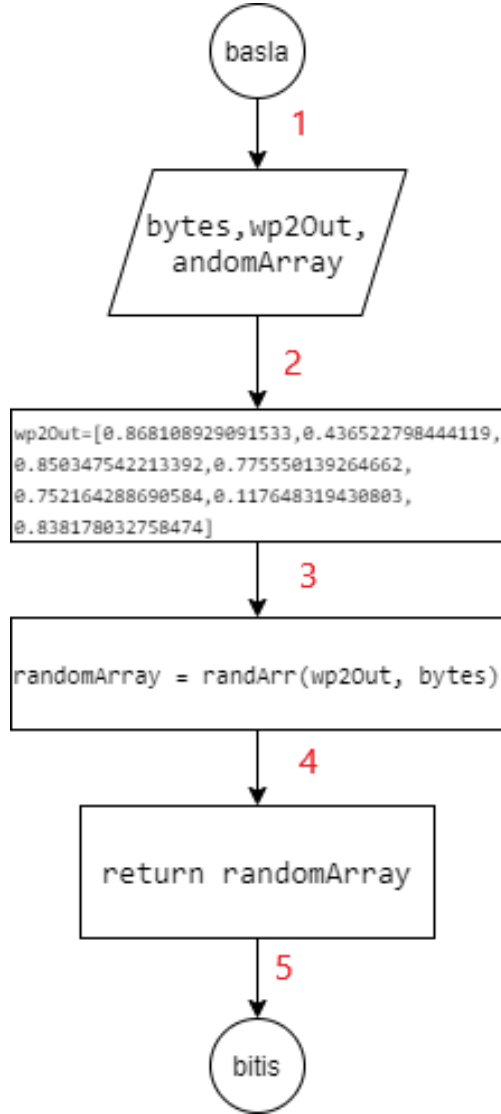 basla
1
bytes,wp2Out,
andomArray
2
wp2Out=[0.868108929091533,0.436522798444119,
0.850347542213392,0.775550139264662,
0.752164288690584,0.117648319430803,
0.838178032758474]
3
randomArray = randArr(wp2Out, bytes)
4
return randomArray
5
bitis